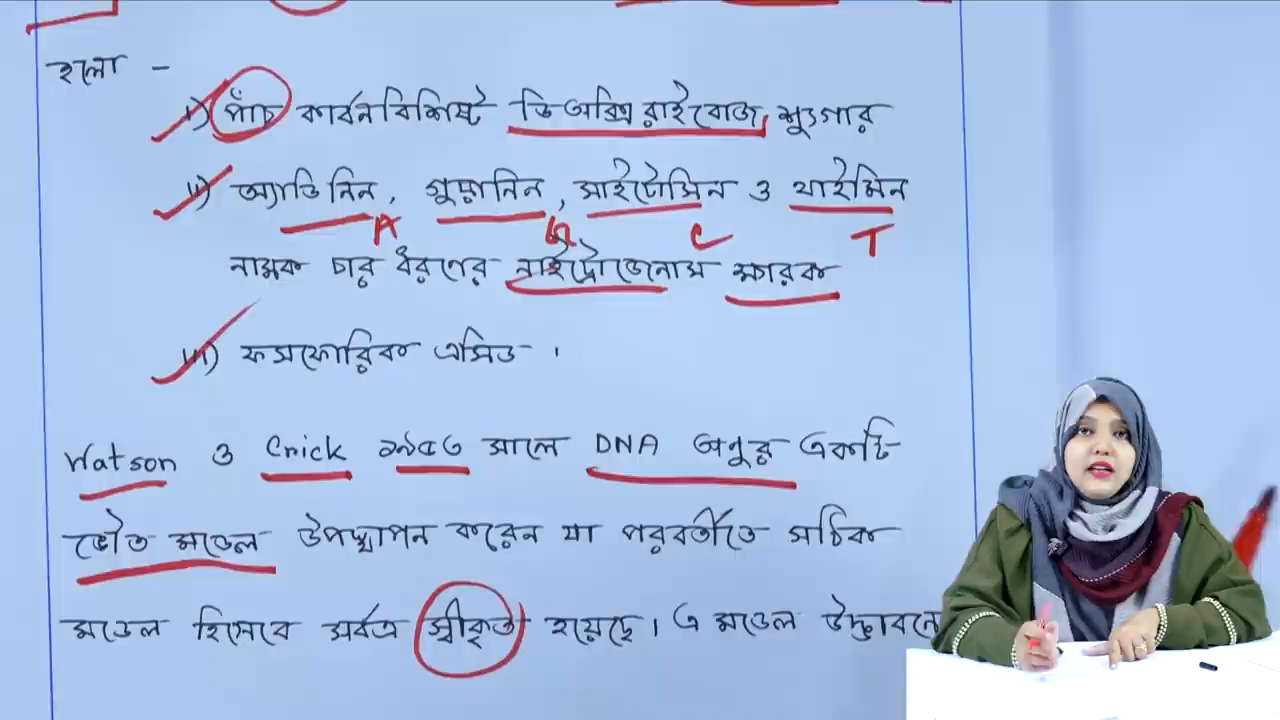 হলো -
i) পাঁচ কার্বনবিশিষ্ট ডিঅক্সিরাইবোজ শ্যুগার
ii) অ্যাডিনিন, গুয়ানিন, সাইটোসিন ও থাইমিন
A G C T
নামক চার ধরণের নাইট্রোজেনাস ক্ষারক
iii) ফসফোরিক এসিড ।
Watson ও Crick ১৯৫৩ সালে DNA অণুর একটি
ভৌত মডেল উপস্থাপন করেন যা পরবর্তীতে সঠিক
মডেল হিসেবে সর্বত্র স্বীকৃত হয়েছে। এ মডেল উদ্ভাবনে